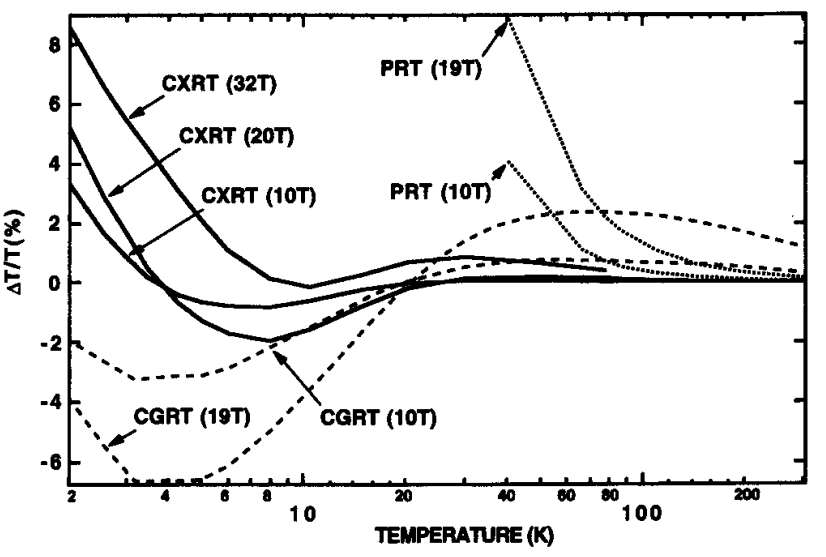 8
6
4
2
0
-2
-4
-6
ΔT/T(%)
CXRT (32T)
CXRT (20T)
CXRT (10T)
PRT (19T)
PRT (10T)
CGRT (19T)
CGRT (10T)
2 4 6 8 20 40 60 80 200
10 100
TEMPERATURE (K)